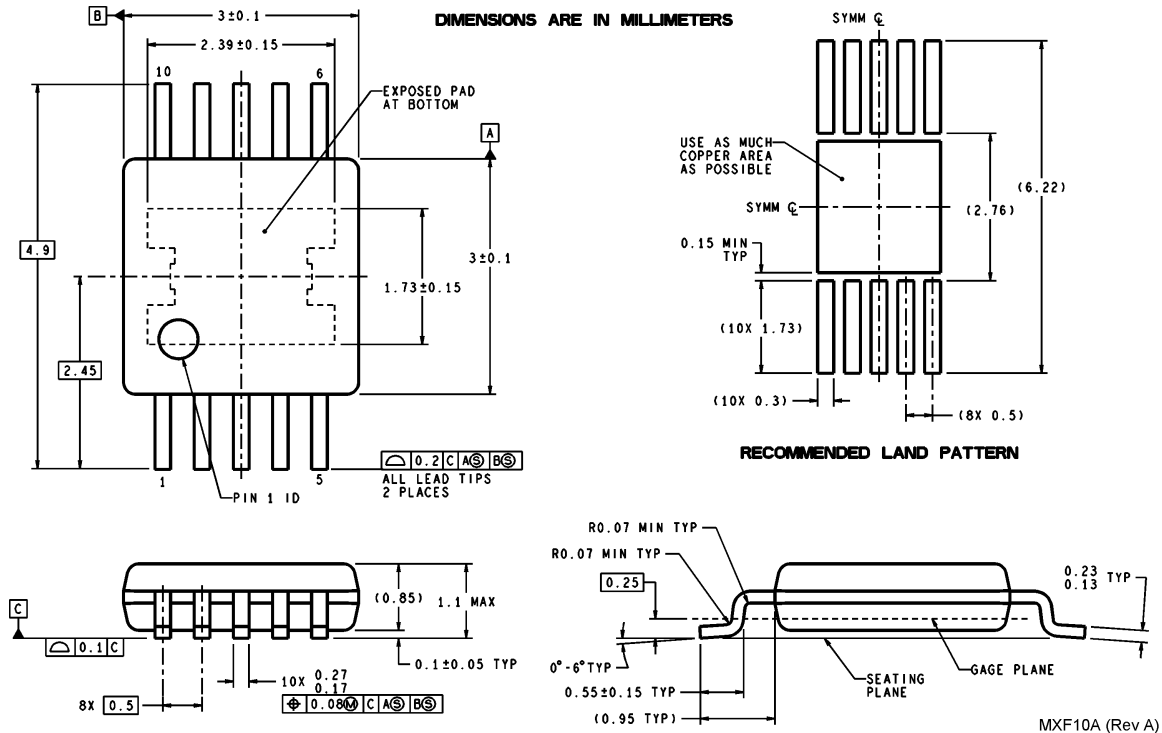 DIMENSIONS ARE IN MILLIMETERS
B
3±0.1
2.39±0.15
10
6
EXPOSED PAD
AT BOTTOM
A
4.9
2.45
1.73±0.15
3±0.1
1
5
PIN 1 ID
⌓ 0.2 C AⓈ BⓈ
ALL LEAD TIPS
2 PLACES
SYMM ℄
USE AS MUCH
COPPER AREA
AS POSSIBLE
SYMM ℄
(6.22)
(2.76)
0.15 MIN
TYP
(10X 1.73)
(10X 0.3)
(8X 0.5)
RECOMMENDED LAND PATTERN
C
⌓ 0.1 C
(0.85)
1.1 MAX
0.1±0.05 TYP
8X 0.5
10X 0.27
0.17
⌖ 0.08Ⓜ C AⓈ BⓈ
R0.07 MIN TYP
R0.07 MIN TYP
0.25
0.23
0.13 TYP
0°-6° TYP
0.55±0.15 TYP
(0.95 TYP)
SEATING
PLANE
GAGE PLANE
MXF10A (Rev A)